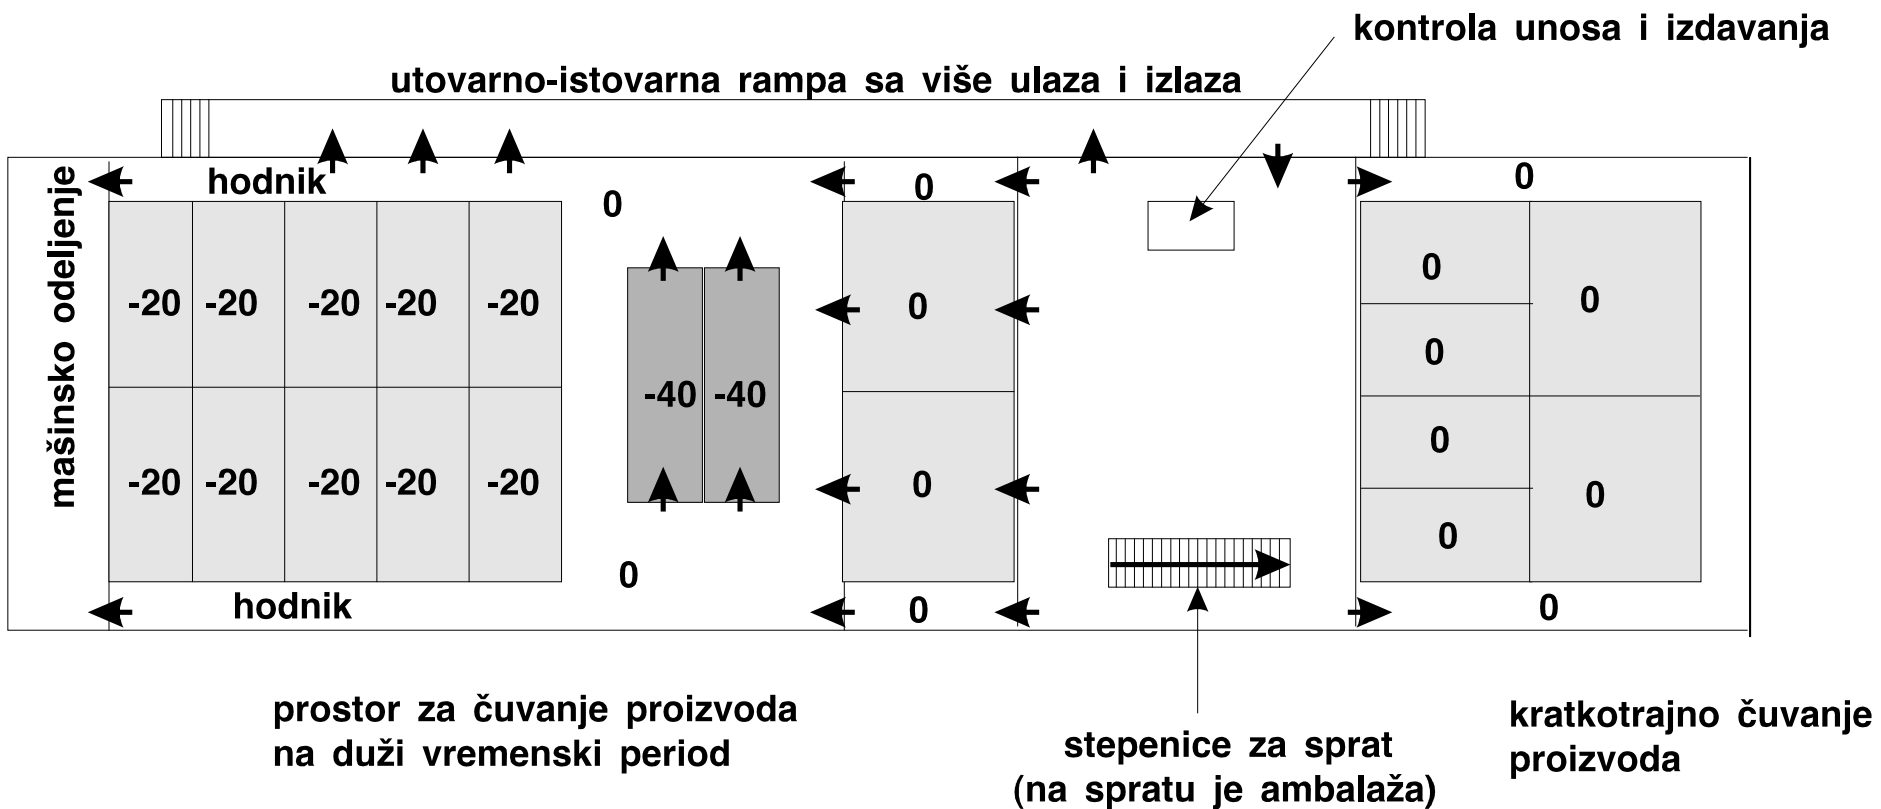 kontrola unosa i izdavanja
utovarno-istovarna rampa sa više ulaza i izlaza
mašinsko odeljenje
hodnik
0
0
0
-20 -20 -20 -20 -20
-40 -40
0
0
0
0
0
-20 -20 -20 -20 -20
0
0
0
0
hodnik
0
0
0
prostor za čuvanje proizvoda
na duži vremenski period
stepenice za sprat
(na spratu je ambalaža)
kratkotrajno čuvanje
proizvoda